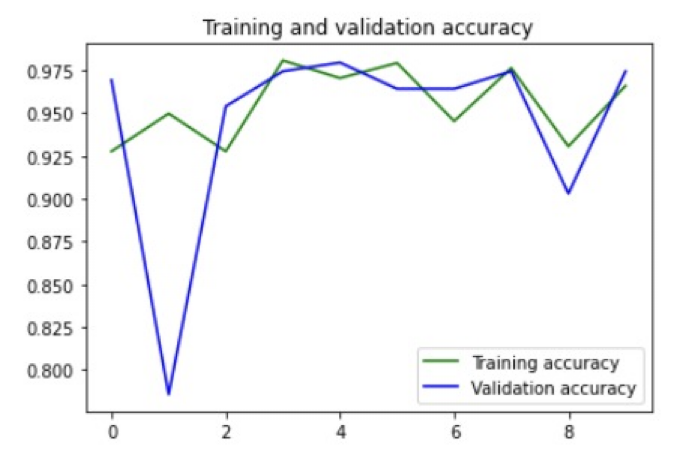 Training and validation accuracy
0.975
0.950
0.925
0.900
0.875
0.850
0.825
0.800
Training accuracy
Validation accuracy
0 2 4 6 8